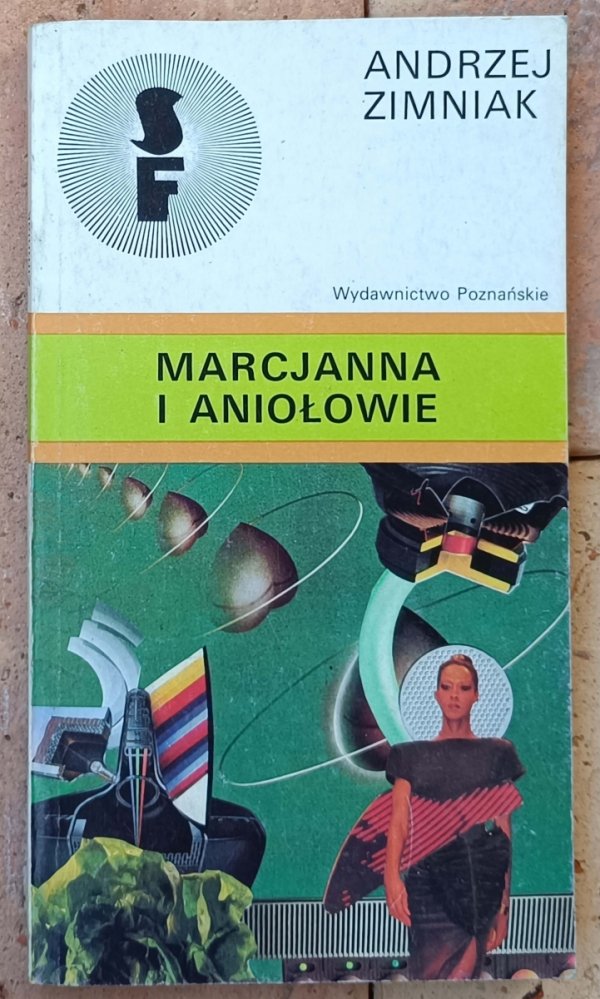 SF
ANDRZEJ
ZIMNIAK
Wydawnictwo Poznańskie
MARCJANNA
I ANIOŁOWIE